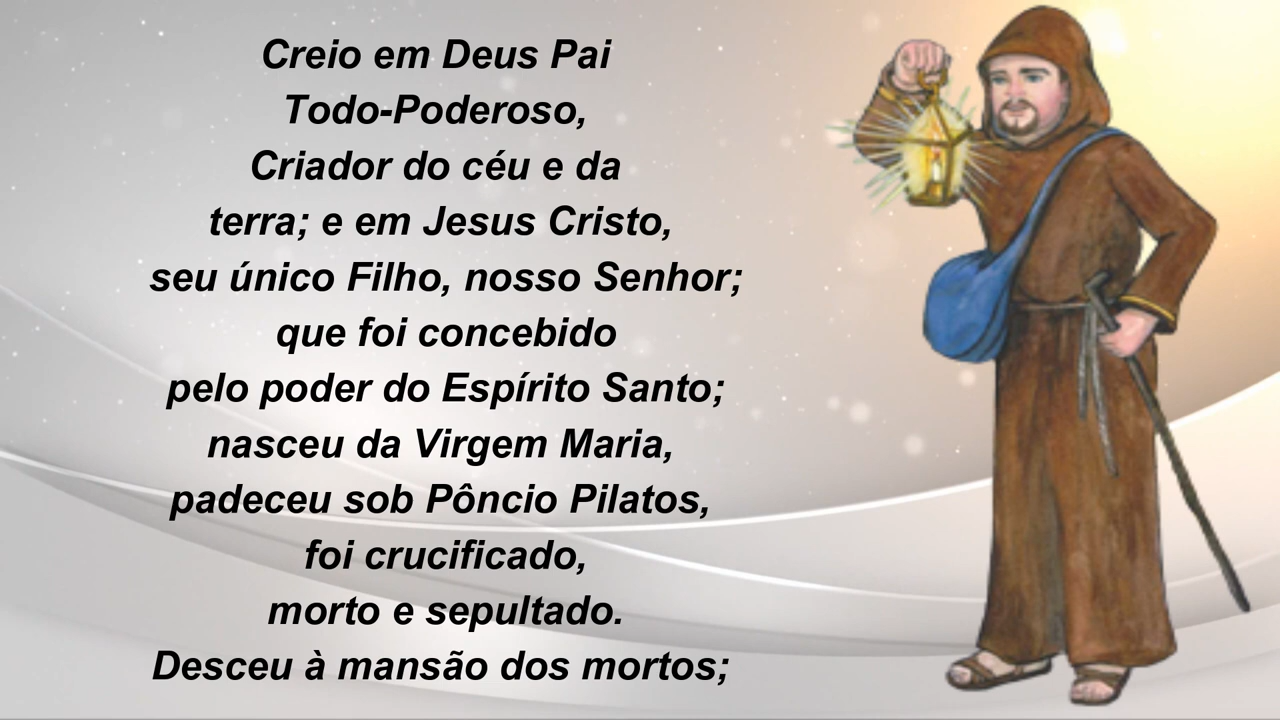 Creio em Deus Pai
Todo-Poderoso,
Criador do céu e da
terra; e em Jesus Cristo,
seu único Filho, nosso Senhor;
que foi concebido
pelo poder do Espírito Santo;
nasceu da Virgem Maria,
padeceu sob Pôncio Pilatos,
foi crucificado,
morto e sepultado.
Desceu à mansão dos mortos;